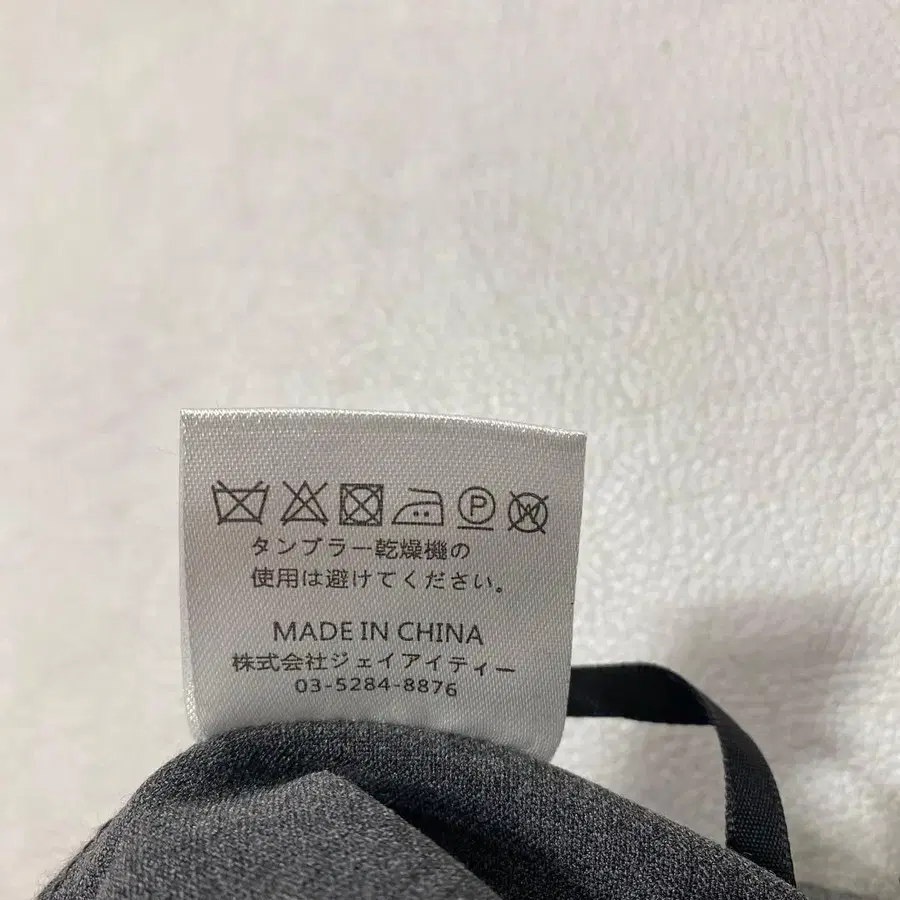 P W
タンブラー乾燥機の
使用は避けてください。
MADE IN CHINA
株式会社ジェイアイティー
03-5284-8876